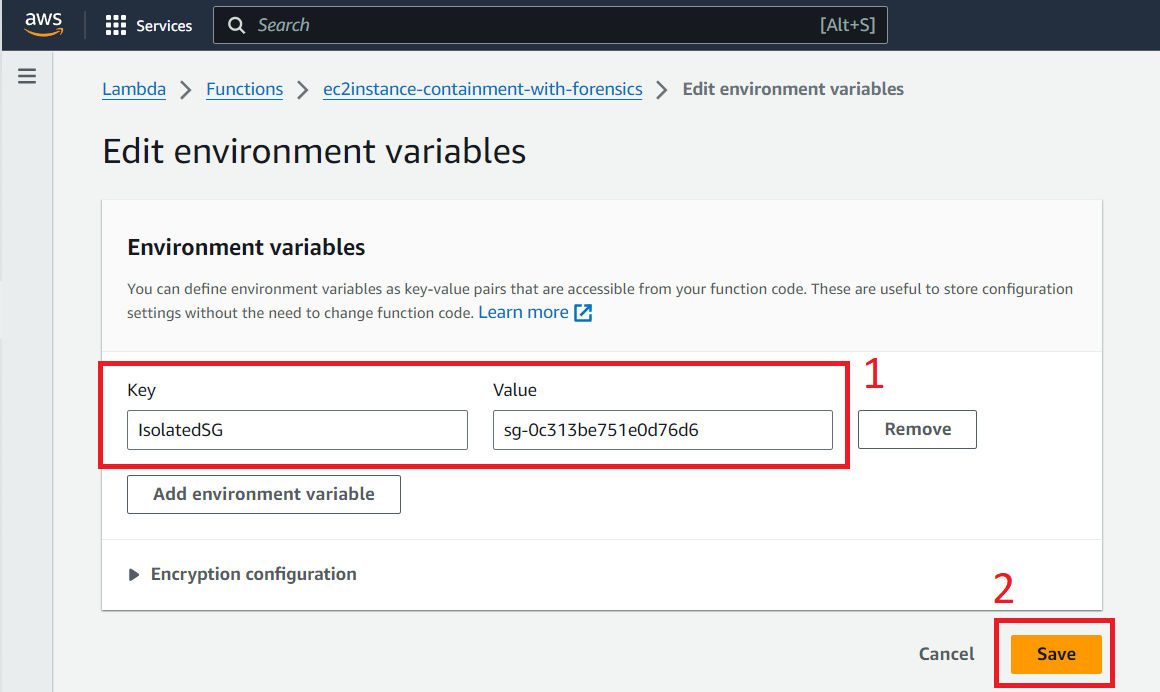 aws
Services
Search
[Alt+S]
Lambda
Functions
ec2instance-containment-with-forensics
Edit environment variables
Edit environment variables
Environment variables
You can define environment variables as key-value pairs that are accessible from your function code. These are useful to store configuration
settings without the need to change function code. Learn more
1
Key
Value
IsolatedSG
sg-0c313be751e0d76d6
Remove
Add environment variable
Encryption configuration
2
Cancel
Save